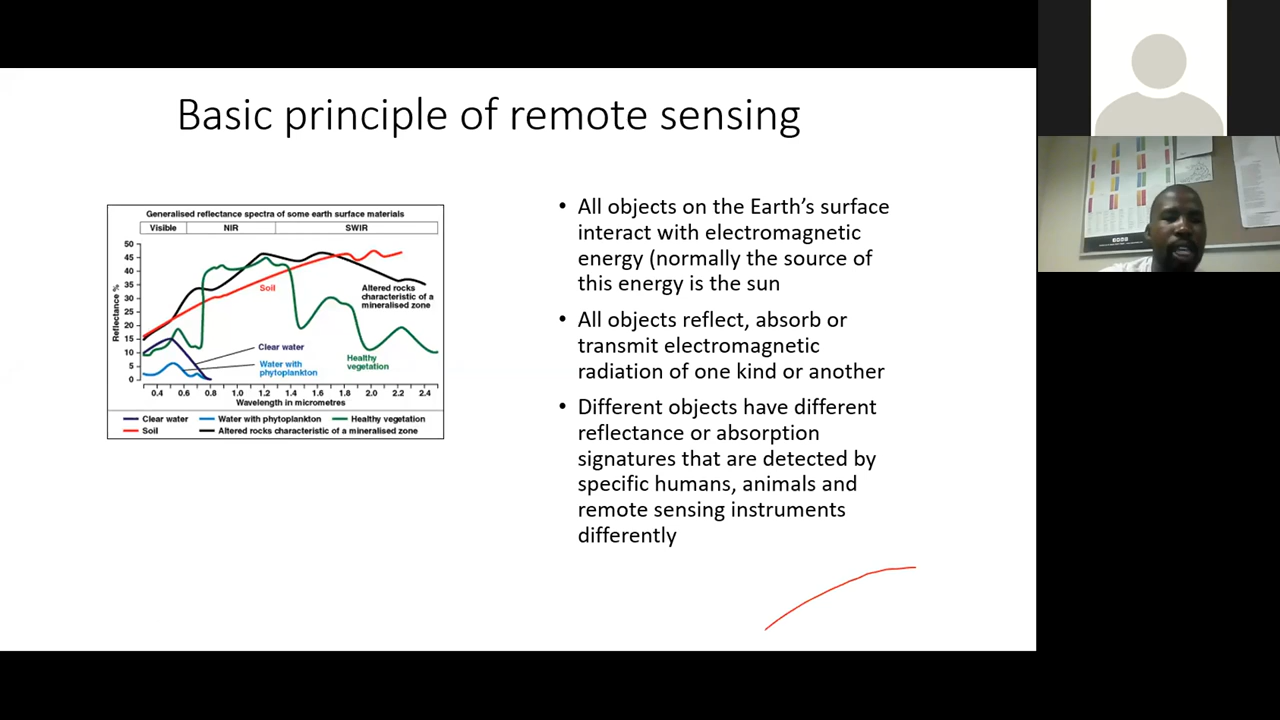 Basic principle of remote sensing
Generalised reflectance spectra of some earth surface materials
Visible NIR SWIR
50
45
40
35
30
25
20
15
10
5
0
Reflectance %
Soil
Altered rocks
characteristic of a
mineralised zone
Clear water
Water with
phytoplankton
Healthy
vegetation
0.4 0.6 0.8 1.0 1.2 1.4 1.6 1.8 2.0 2.2 2.4
Wavelength in micrometres
Clear water Water with phytoplankton Healthy vegetation
Soil Altered rocks characteristic of a mineralised zone
• All objects on the Earth’s surface
interact with electromagnetic
energy (normally the source of
this energy is the sun
• All objects reflect, absorb or
transmit electromagnetic
radiation of one kind or another
• Different objects have different
reflectance or absorption
signatures that are detected by
specific humans, animals and
remote sensing instruments
differently